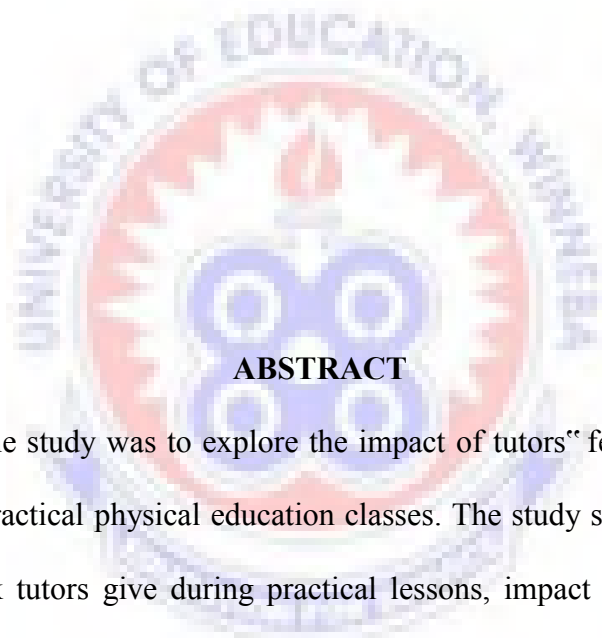 UNIVERSITY OF EDUCATION, WINNEBA
ABSTRACT
e study was to explore the impact of tutors‟ fe
ractical physical education classes. The study s
k tutors give during practical lessons, impact